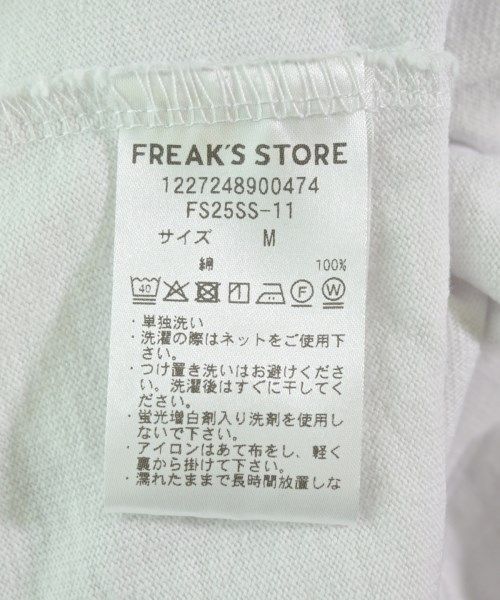 FREAK'S STORE
1227248900474
FS25SS-11
サイズ M
綿 100%
40 F W
・単独洗い
・洗濯の際はネットをご使用下
さい。
・つけ置き洗いはお避けくださ
い。洗濯後はすぐに干してく
ださい。
・蛍光増白剤入り洗剤を使用し
ないで下さい。
・アイロンはあて布をし、軽く
裏から掛けて下さい。
・濡れたままで長時間放置しな